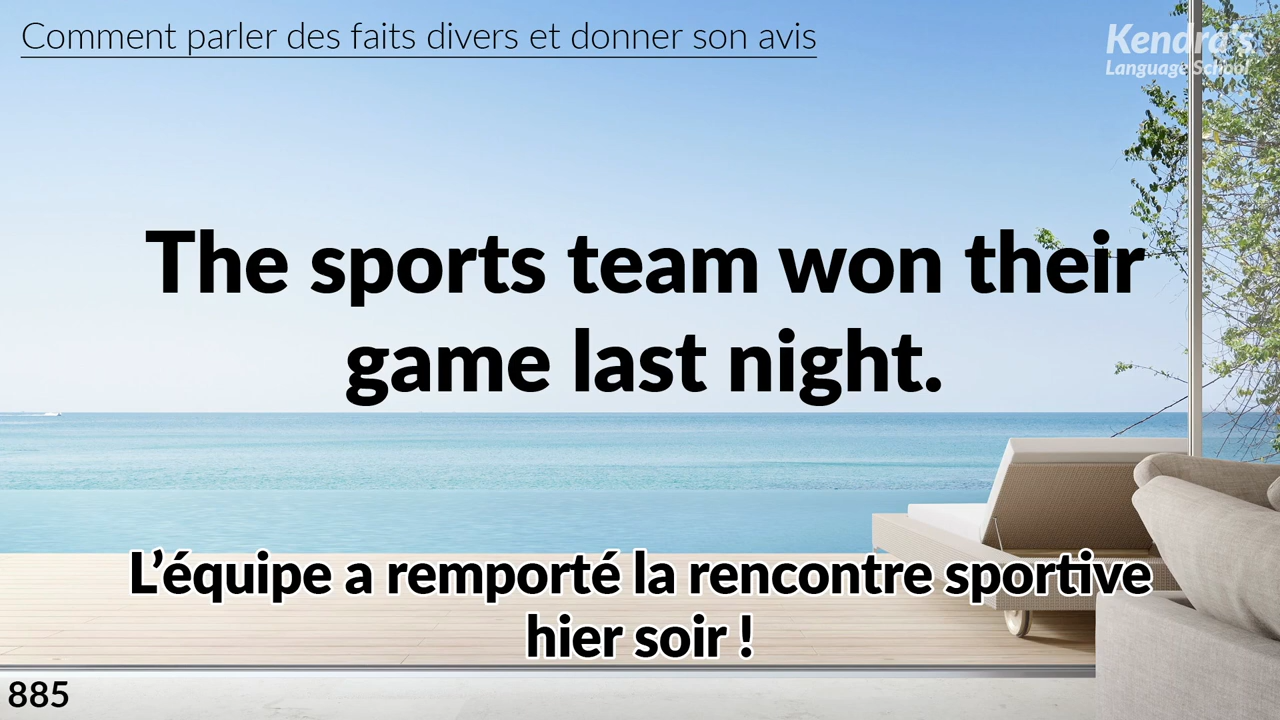 Comment parler des faits divers et donner son avis
Kendra's
Language School
The sports team won their
game last night.
L’équipe a remporté la rencontre sportive
hier soir !
885